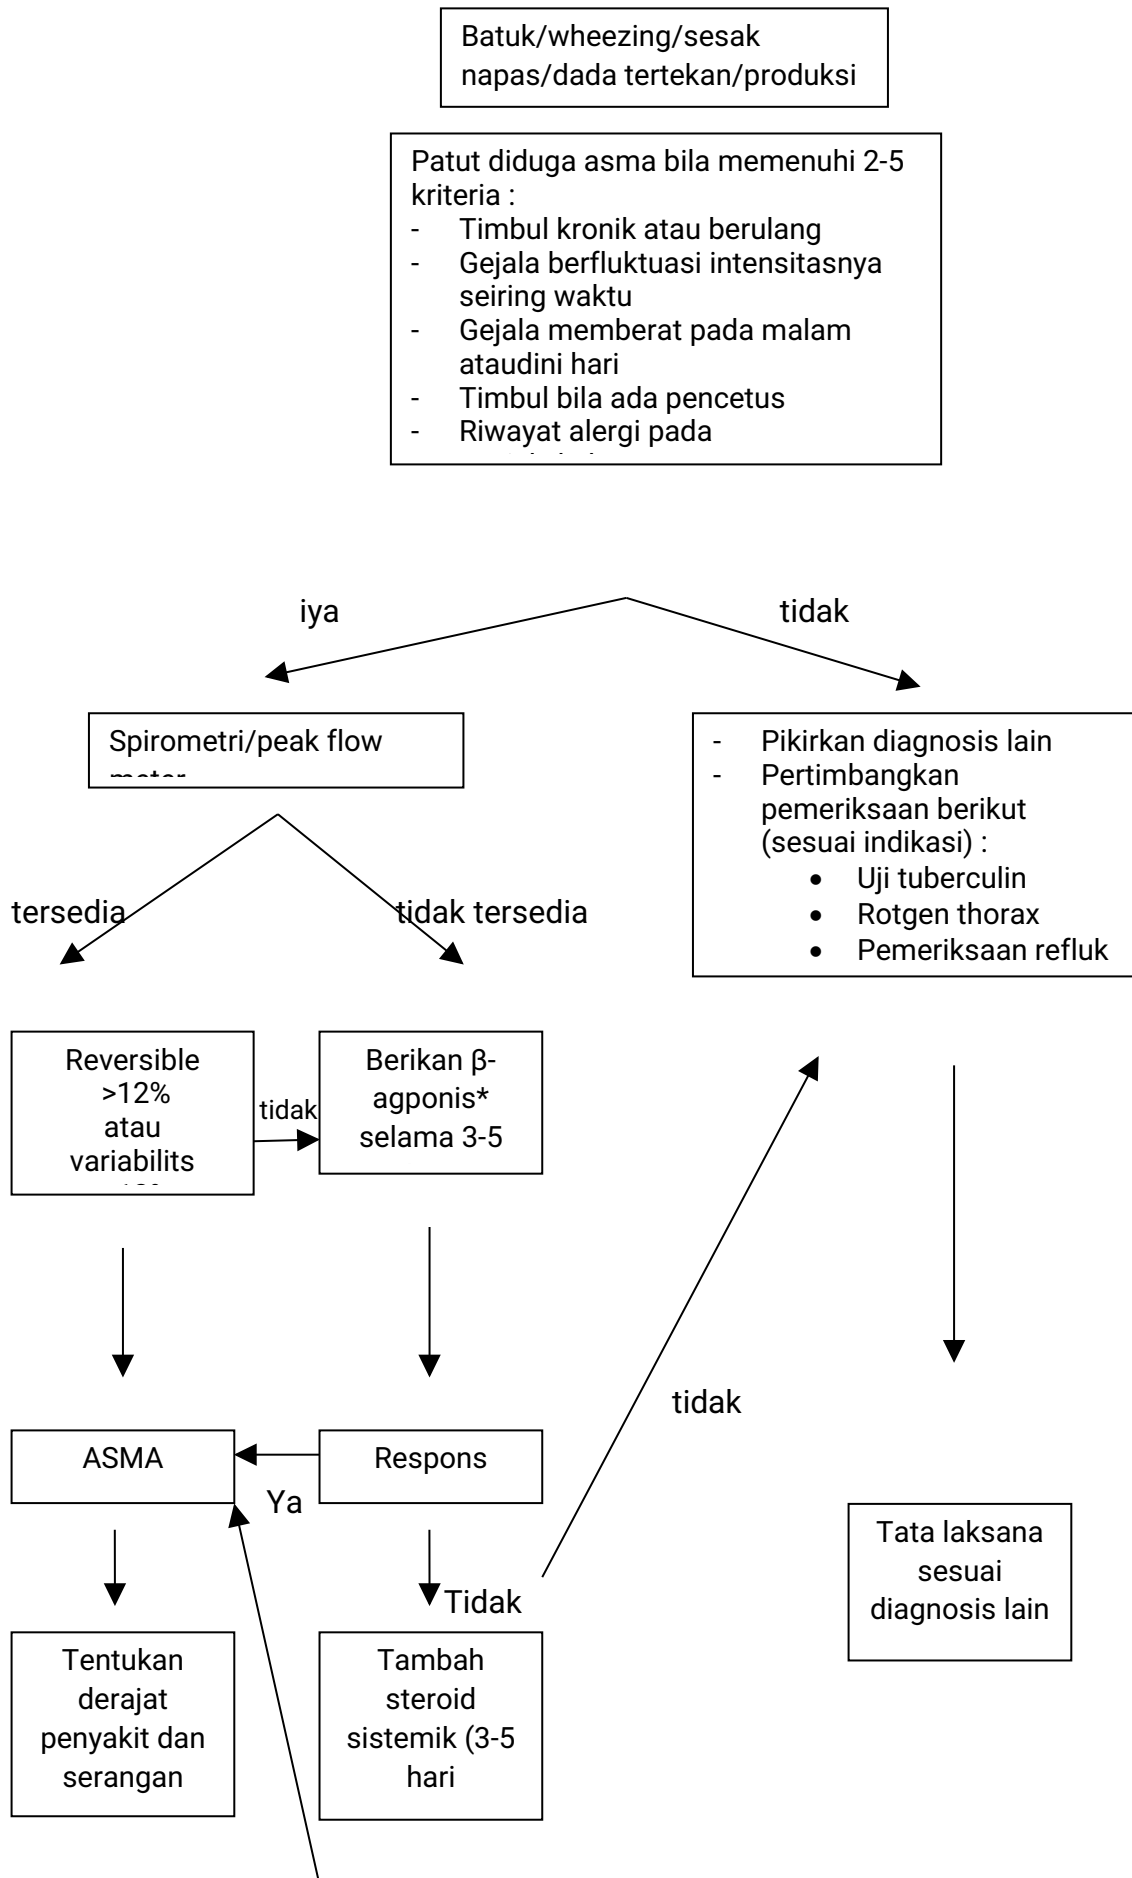 Batuk/wheezing/sesak
napas/dada tertekan/produksi
Patut diduga asma bila memenuhi 2-5
kriteria :
- Timbul kronik atau berulang
- Gejala berfluktuasi intensitasnya
seiring waktu
- Gejala memberat pada malam
ataudini hari
- Timbul bila ada pencetus
- Riwayat alergi pada
iya
tidak
Spirometri/peak flow
- Pikirkan diagnosis lain
- Pertimbangkan
pemeriksaan berikut
(sesuai indikasi) :
• Uji tuberculin
• Rotgen thorax
• Pemeriksaan refluk
tersedia
tidak tersedia
Reversible
>12%
atau
variabilits
tidak
Berikan β-
agponis*
selama 3-5
tidak
ASMA
Ya
Respons
Tidak
Tata laksana
sesuai
diagnosis lain
Tentukan
derajat
penyakit dan
serangan
Tambah
steroid
sistemik (3-5
hari